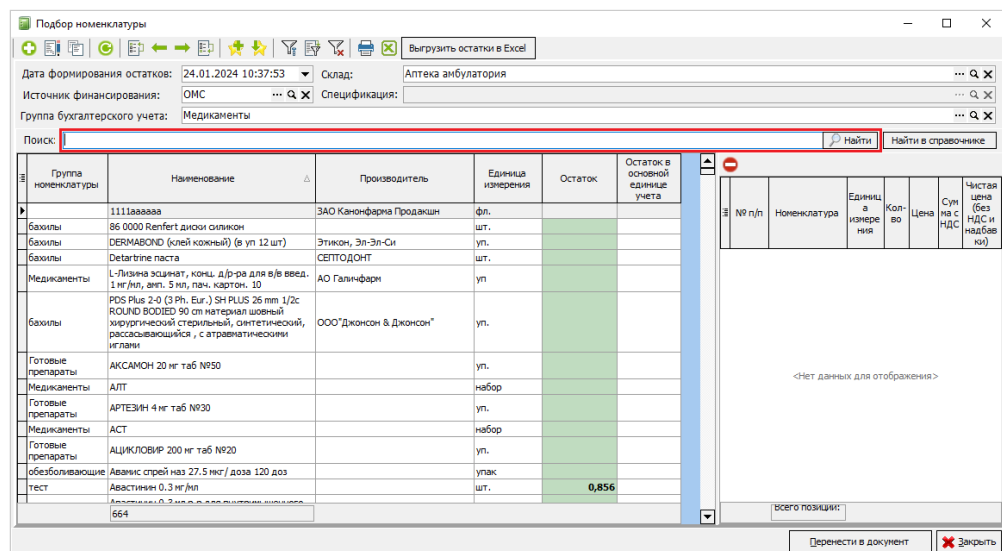 Подбор номенклатуры
Выгрузить остатки в Excel
Дата формирования остатков: 24.01.2024 10:37:53 Склад: Аптека амбулатория
Источник финансирования: ОМС Спецификация:
Группа бухгалтерского учета: Медикаменты
Поиск: Найти Найти в справочнике
Группа номенклатуры Наименование Производитель Единица измерения Остаток Остаток в основной единице учета
1111aaaaaa ЗАО Канонфарма Продакшн фл.
бахилы 86 0000 Renfert диски силикон шт.
бахилы DERMABOND (клей кожный) (в уп 12 шт) Этикон, Эл-Эл-Си уп.
бахилы Detartrine паста СЕПТОДОНТ шт.
Медикаменты L-Лизина эсцинат, конц. д/р-ра для в/в введ.
1 мг/мл, амп. 5 мл, пач. картон. 10 АО Галичфарм уп
PDS Plus 2-0 (3 Ph. Eur.) SH PLUS 26 mm 1/2c
ROUND BODIED 90 cm материал шовный
бахилы хирургический стерильный, синтетический, ООО"Джонсон & Джонсон" уп.
рассасывающийся , с атравматическими
иглами
Готовые препараты АКСАМОН 20 мг таб №50 уп.
Медикаменты АЛТ набор
Готовые препараты АРТЕЗИН 4 мг таб №30 уп.
Медикаменты АСТ набор
Готовые препараты АЦИКЛОВИР 200 мг таб №20 уп.
обезболивающие Авамис спрей наз 27.5 мкг/ доза 120 доз упак
тест Авастинин 0.3 мг/мл шт. 0,856
664
№ п/п Номенклатура Единица измерения Кол-во Цена Сумма с НДС Чистая цена (без НДС и надбавки)
<Нет данных для отображения>
Всего позиций:
Перенести в документ Закрыть